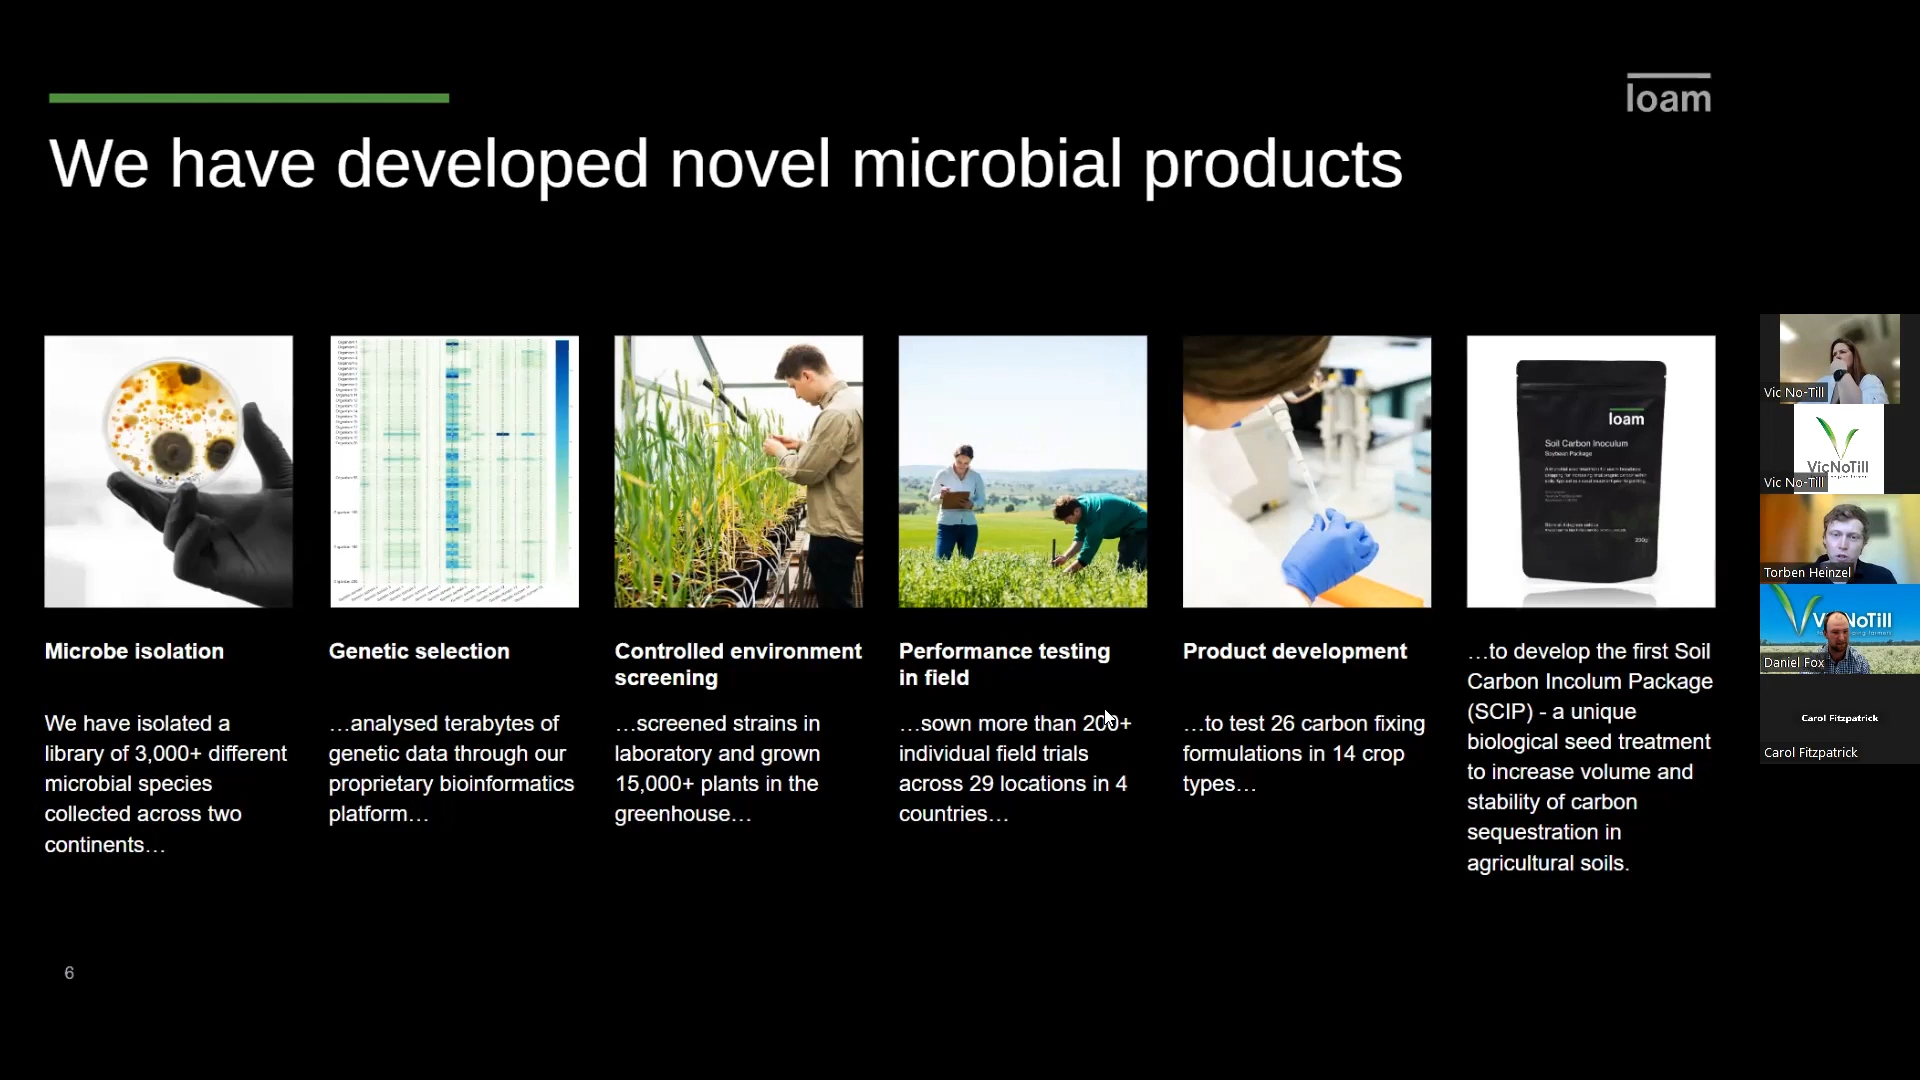 loam
We have developed novel microbial products
loam
Soil Carbon Inoculum
Soybean Package
Microbe isolation
We have isolated a
library of 3,000+ different
microbial species
collected across two
continents…
Genetic selection
…analysed terabytes of
genetic data through our
proprietary bioinformatics
platform…
Controlled environment
screening
…screened strains in
laboratory and grown
15,000+ plants in the
greenhouse…
Performance testing
in field
…sown more than 200+
individual field trials
across 29 locations in 4
countries…
Product development
…to test 26 carbon fixing
formulations in 14 crop
types…
…to develop the first Soil
Carbon Incolum Package
(SCIP) - a unique
biological seed treatment
to increase volume and
stability of carbon
sequestration in
agricultural soils.
6
Vic No-Till
VicNoTill
Vic No-Till
Torben Heinzel
Daniel Fox
Carol Fitzpatrick
Carol Fitzpatrick